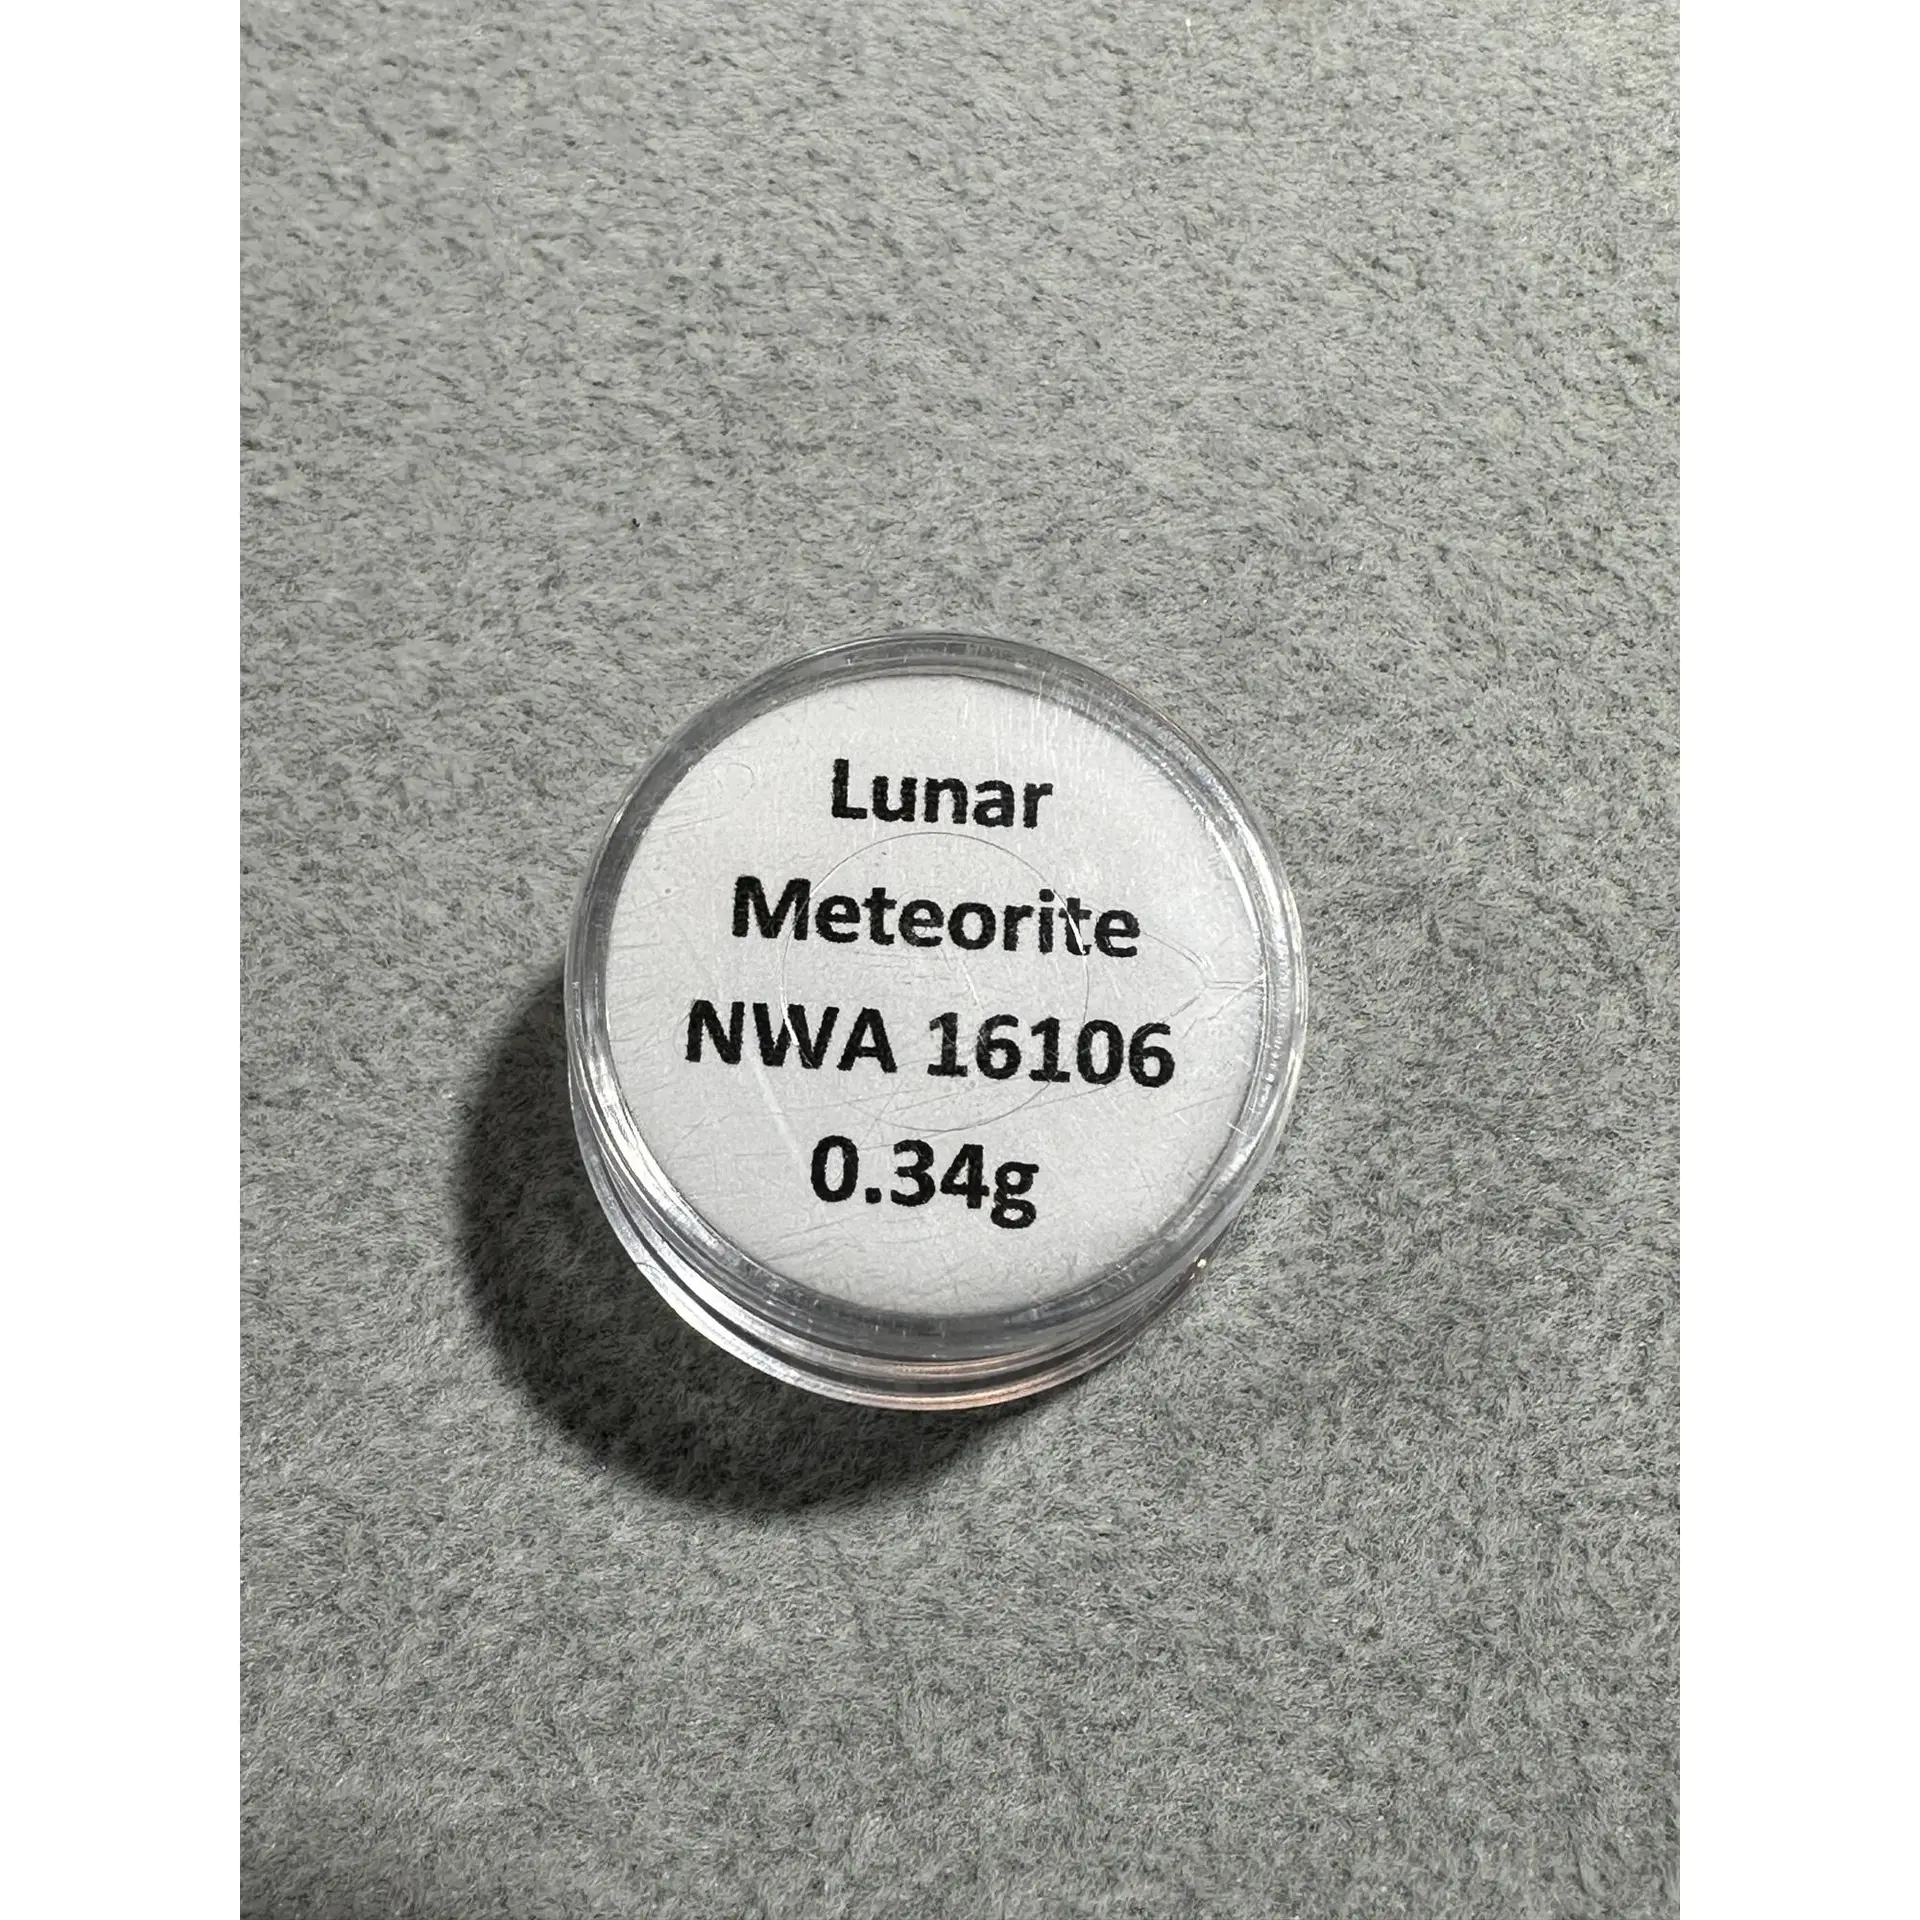 Lunar
Meteorite
NWA 16106
0.34g